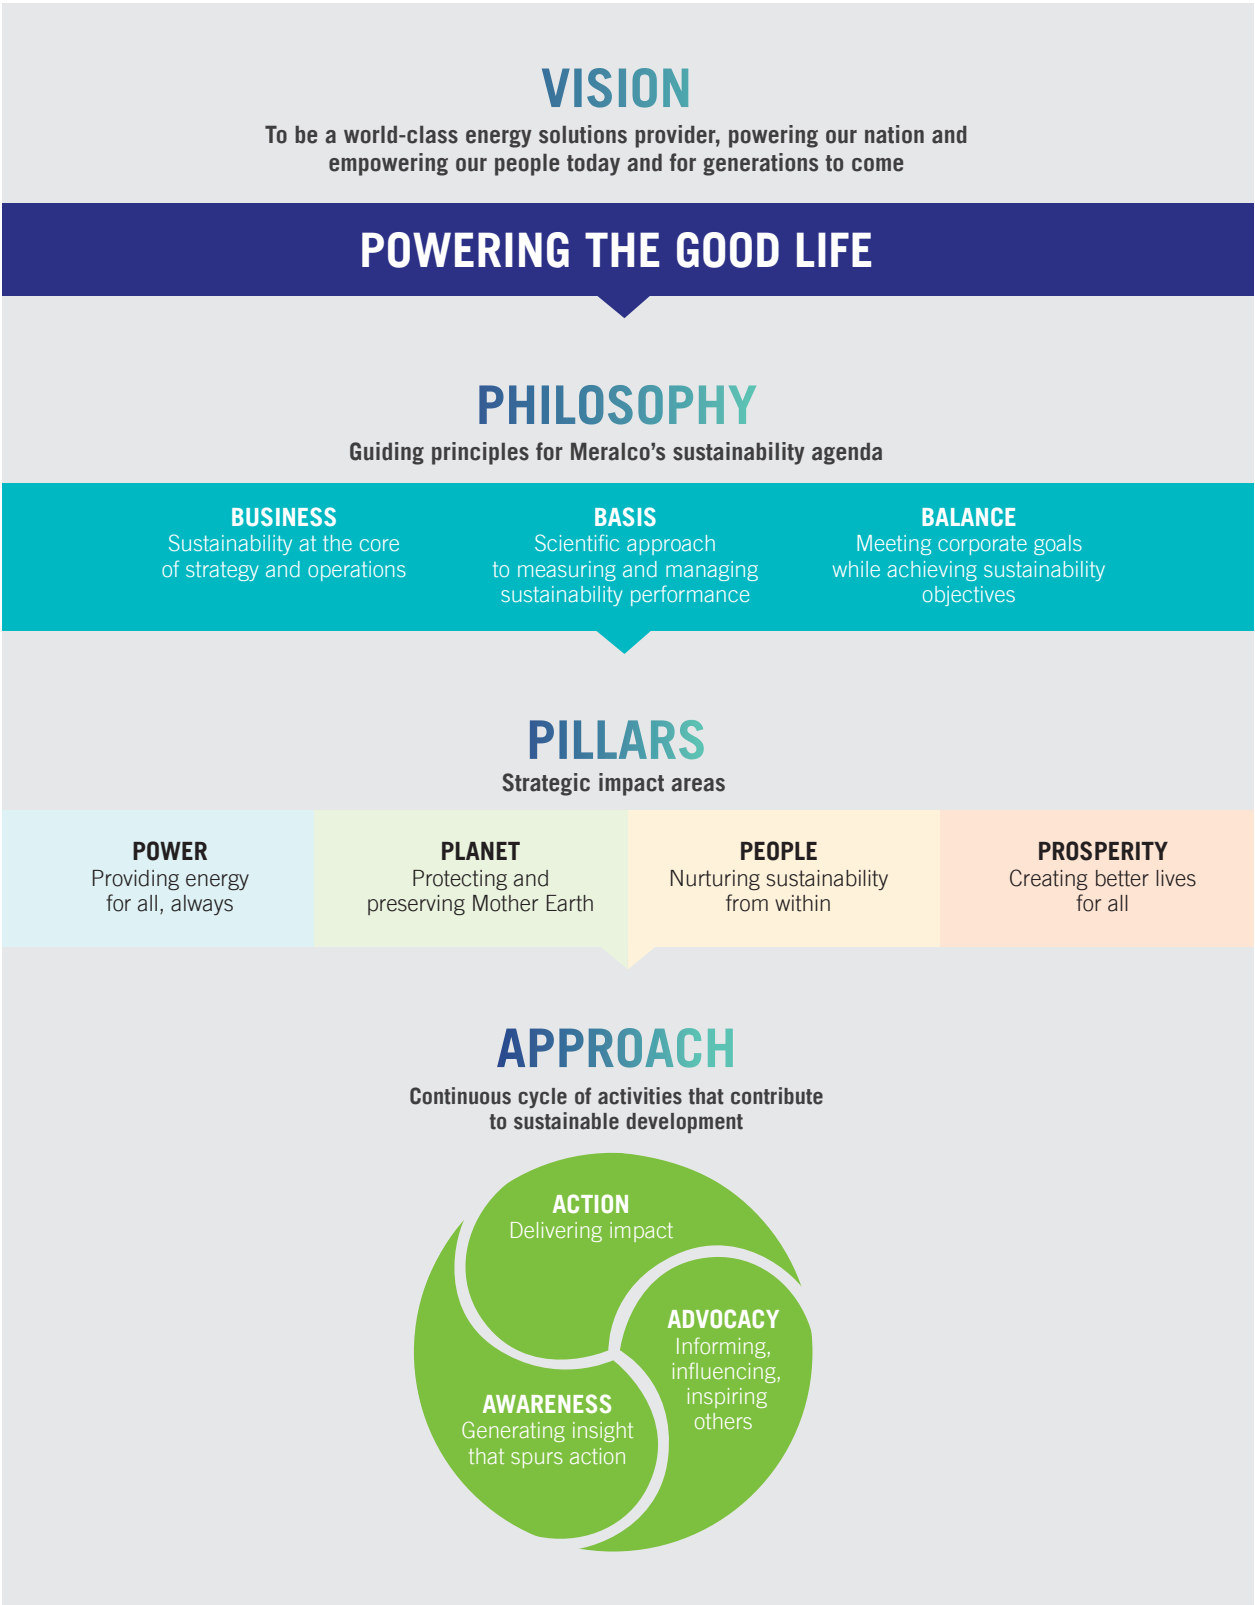 VISION
To be a world-class energy solutions provider, powering our nation and
empowering our people today and for generations to come
POWERING THE GOOD LIFE
PHILOSOPHY
Guiding principles for Meralco's sustainability agenda
BUSINESS
Sustainability at the core
of strategy and operations
BASIS
Scientific approach
to measuring and managing
sustainability performance
BALANCE
Meeting corporate goals
while achieving sustainability
objectives
PILLARS
Strategic impact areas
POWER
Providing energy
for all, always
PLANET
Protecting and
preserving Mother Earth
PEOPLE
Nurturing sustainability
from within
PROSPERITY
Creating better lives
for all
APPROACH
Continuous cycle of activities that contribute
to sustainable development
ACTION
Delivering impact
ADVOCACY
Informing,
influencing,
inspiring
others
AWARENESS
Generating insight
that spurs action